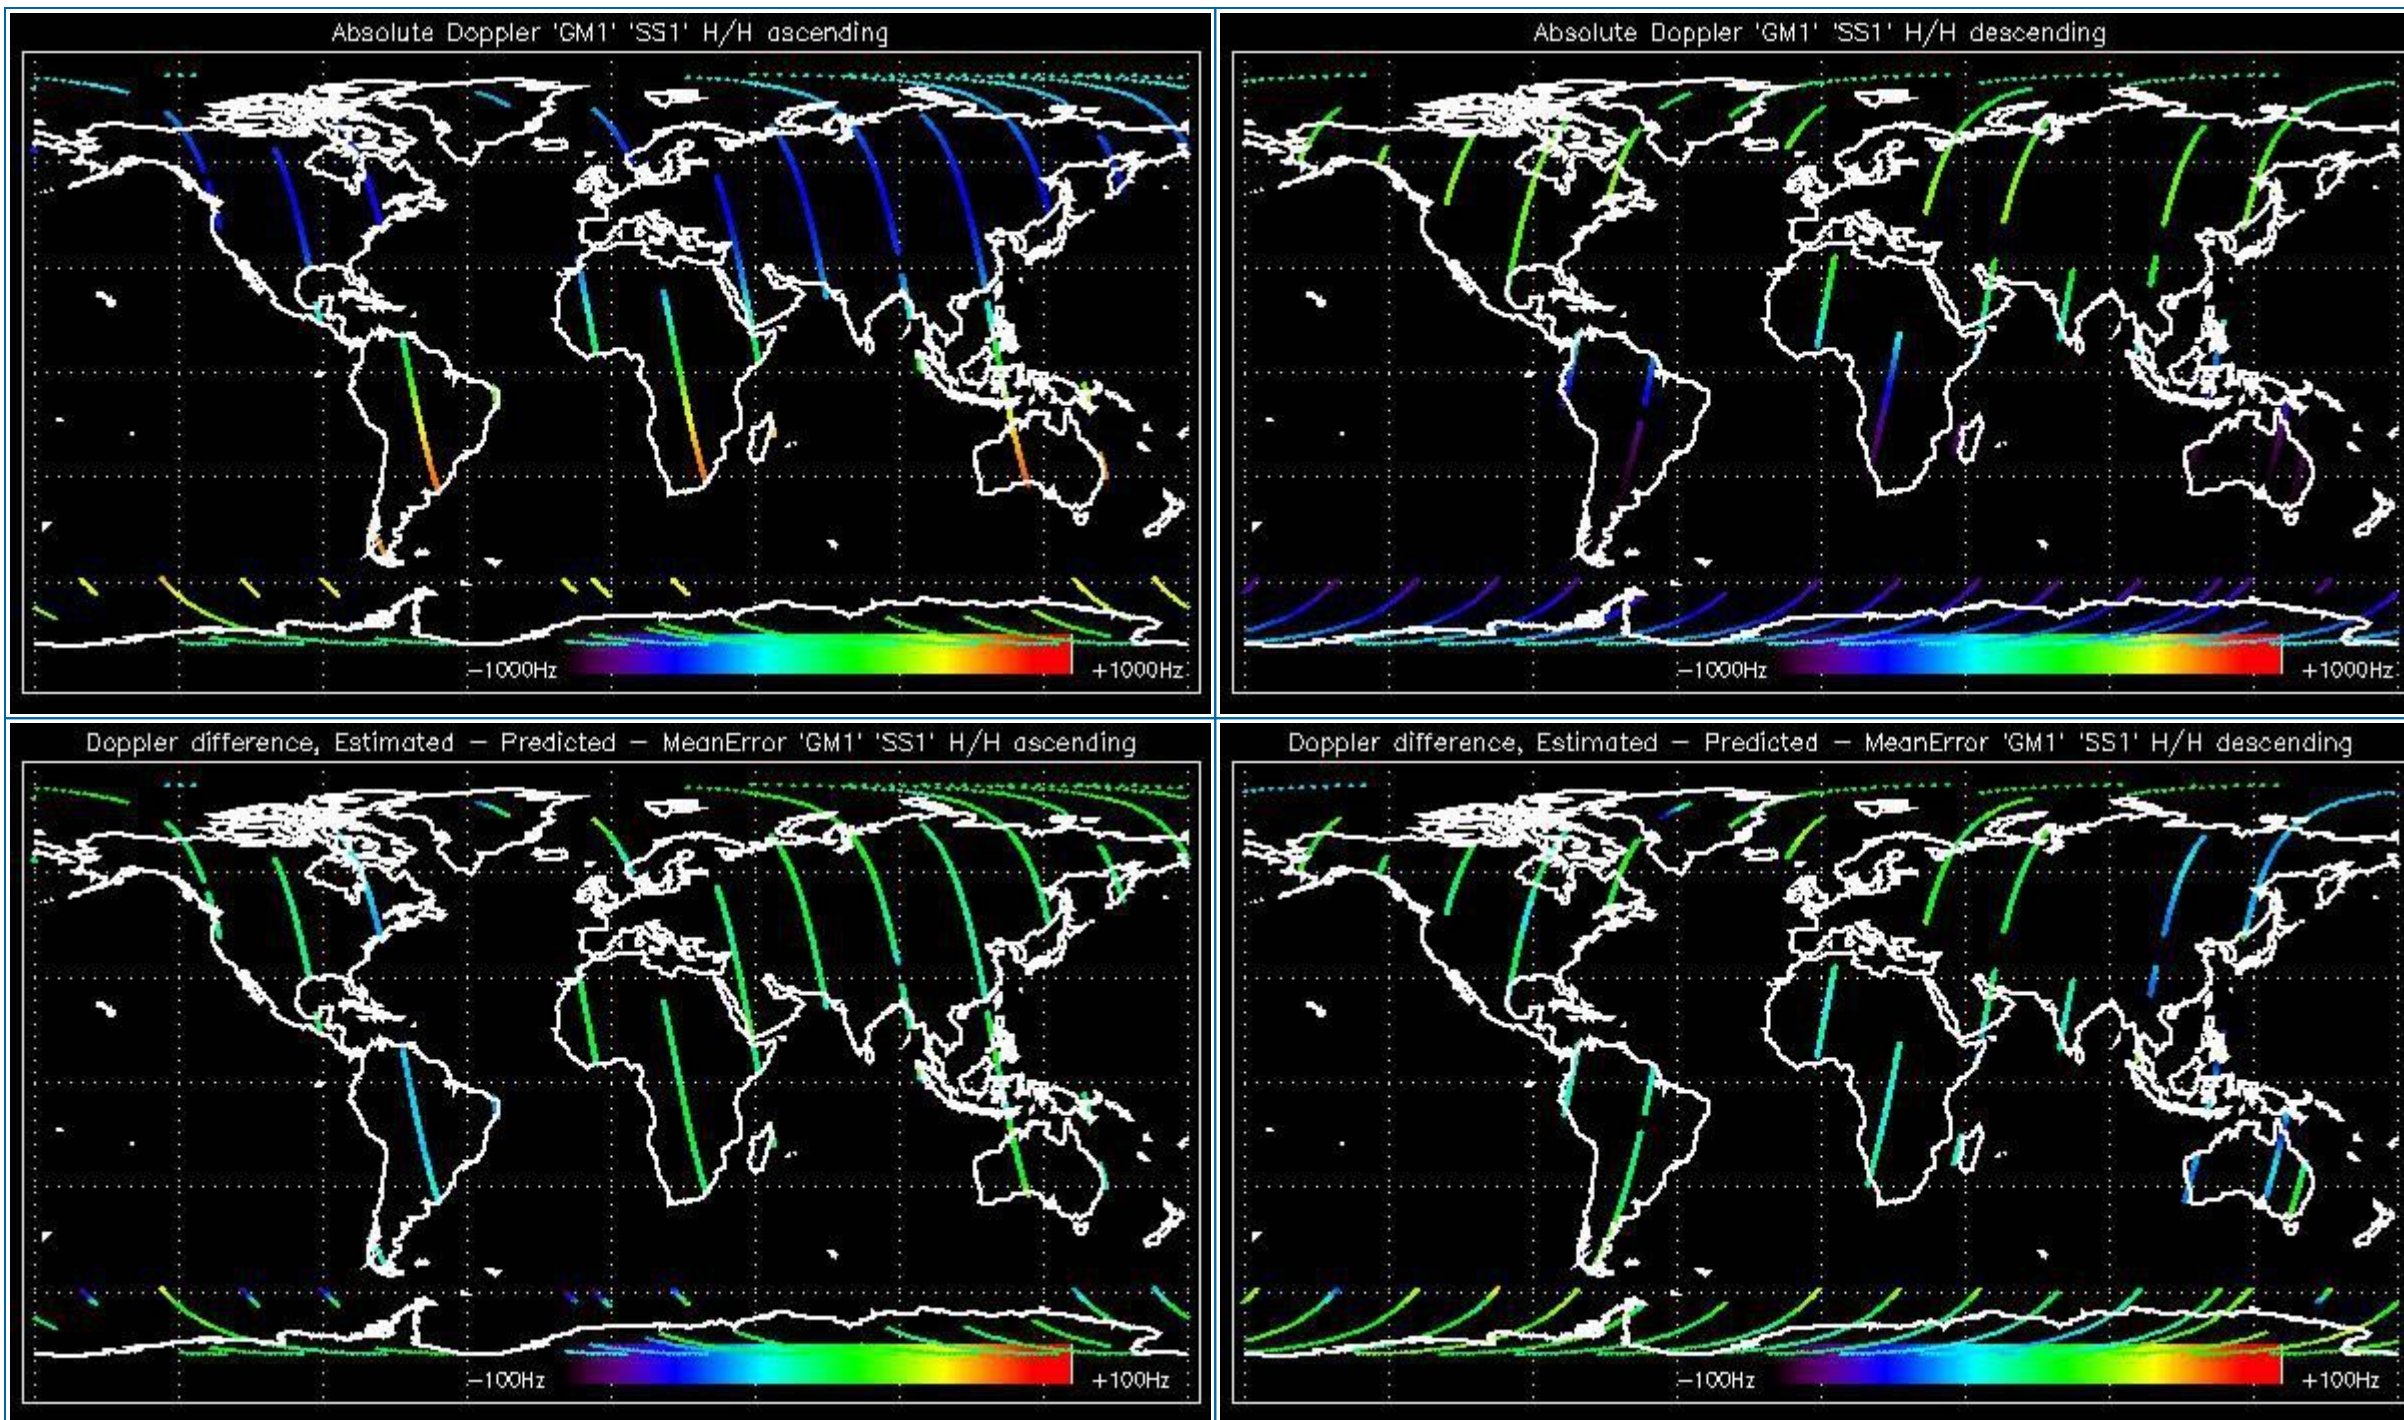 Absolute Doppler 'GM1' 'SS1' H/H ascending
−1000Hz
+1000Hz
Absolute Doppler 'GM1' 'SS1' H/H descending
−1000Hz
+1000Hz
Doppler difference, Estimated − Predicted − MeanError 'GM1' 'SS1' H/H ascending
−100Hz
+100Hz
Doppler difference, Estimated − Predicted − MeanError 'GM1' 'SS1' H/H descending
−100Hz
+100Hz